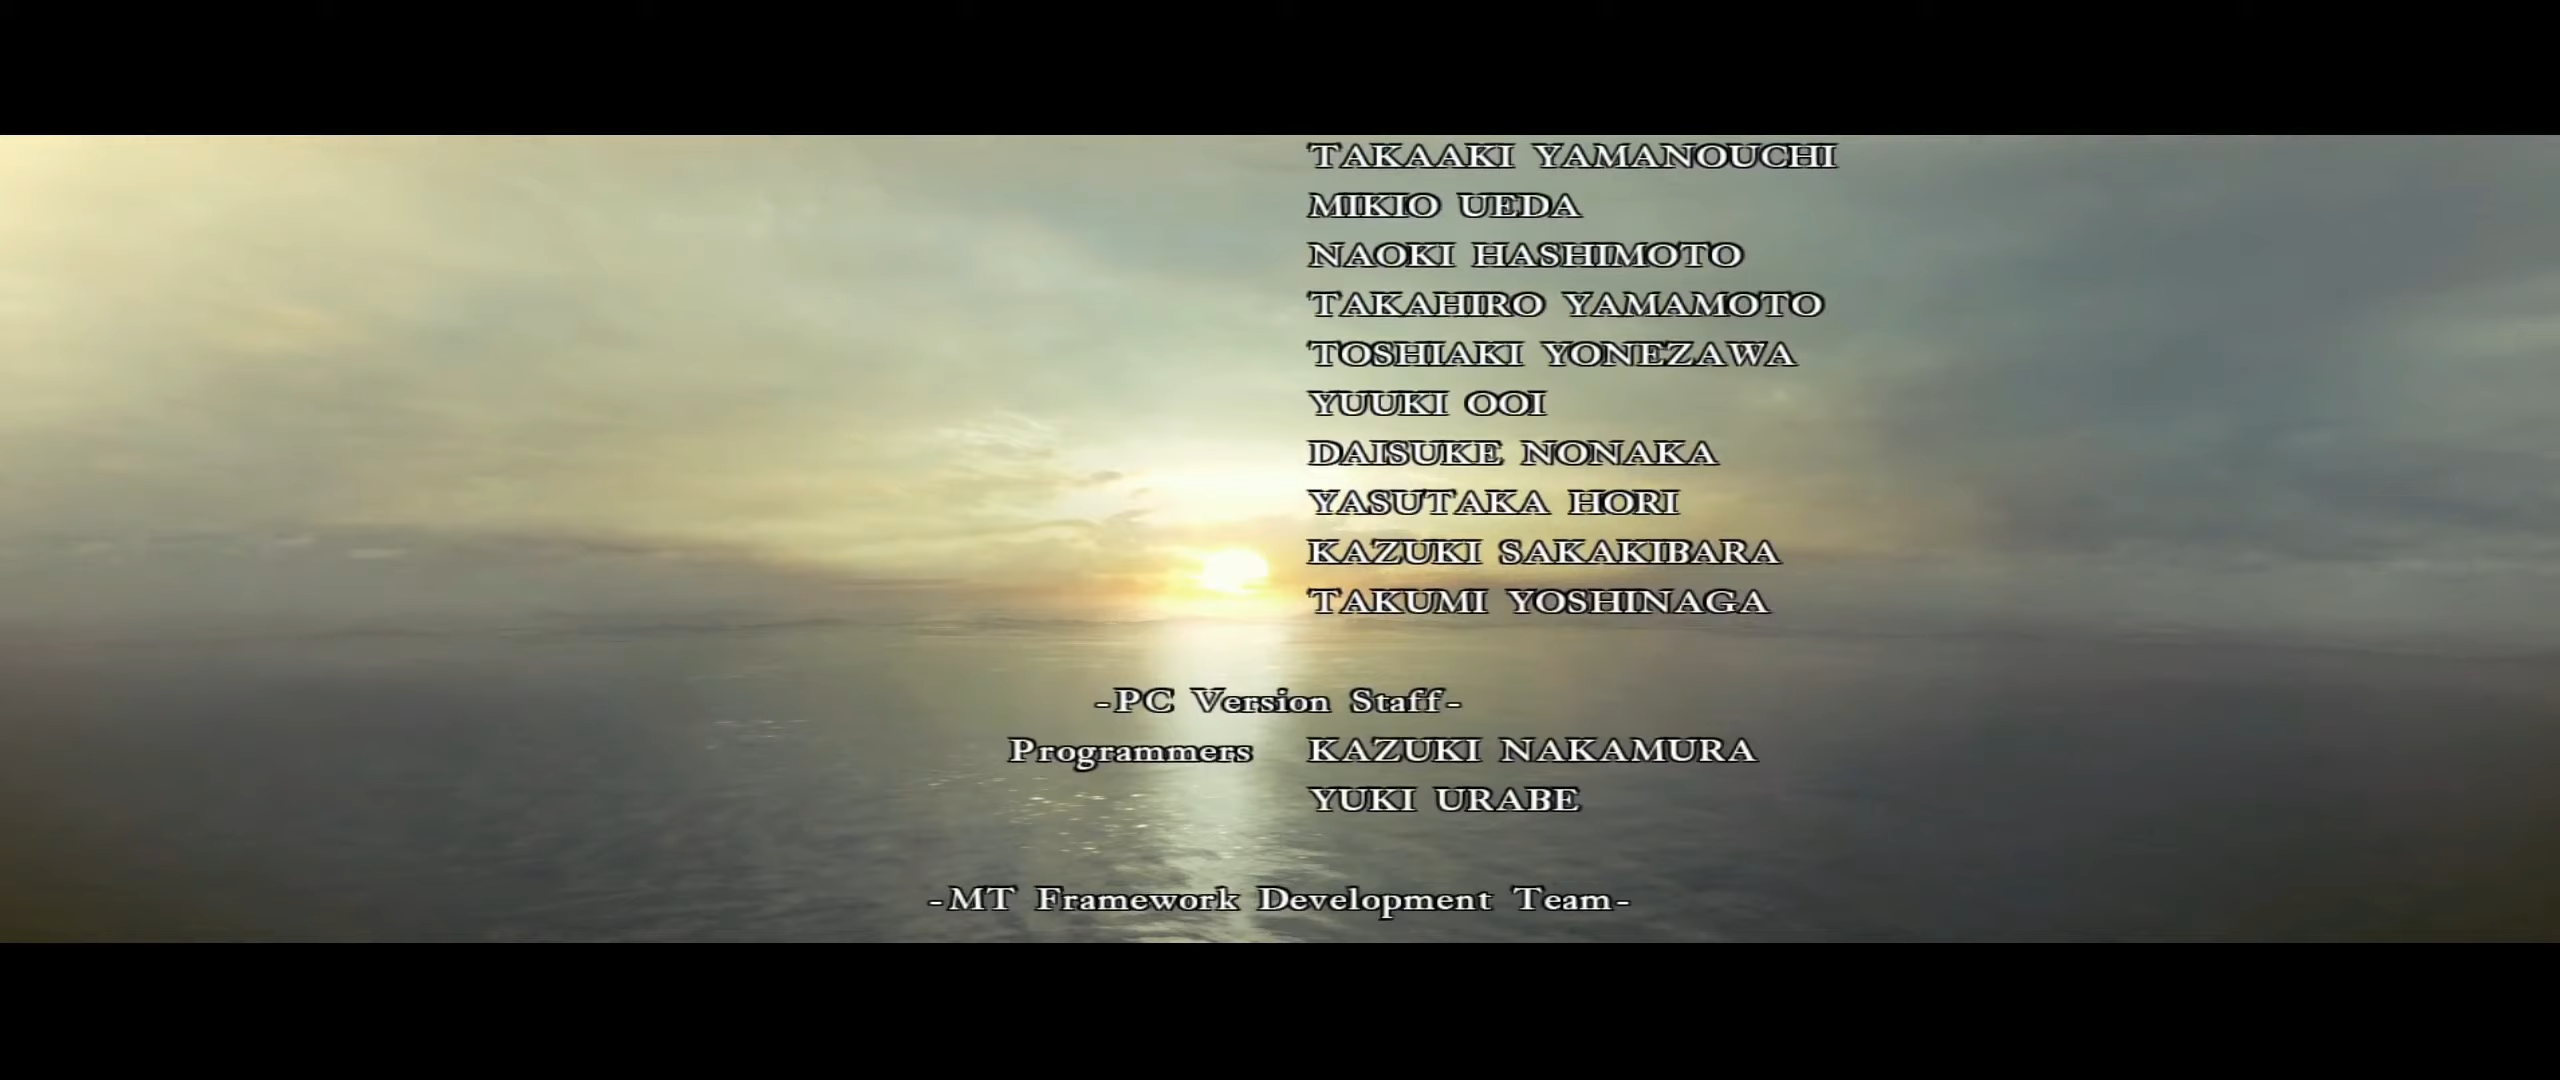 TAKAAKI YAMANOUCHI
MIKIO UEDA
NAOKI HASHIMOTO
TAKAHIRO YAMAMOTO
TOSHIAKI YONEZAWA
YUUKI OOI
DAISUKE NONAKA
YASUTAKA HORI
KAZUKI SAKAKIBARA
TAKUMI YOSHINAGA
-PC Version Staff-
Programmers KAZUKI NAKAMURA
YUKI URABE
-MT Framework Development Team-